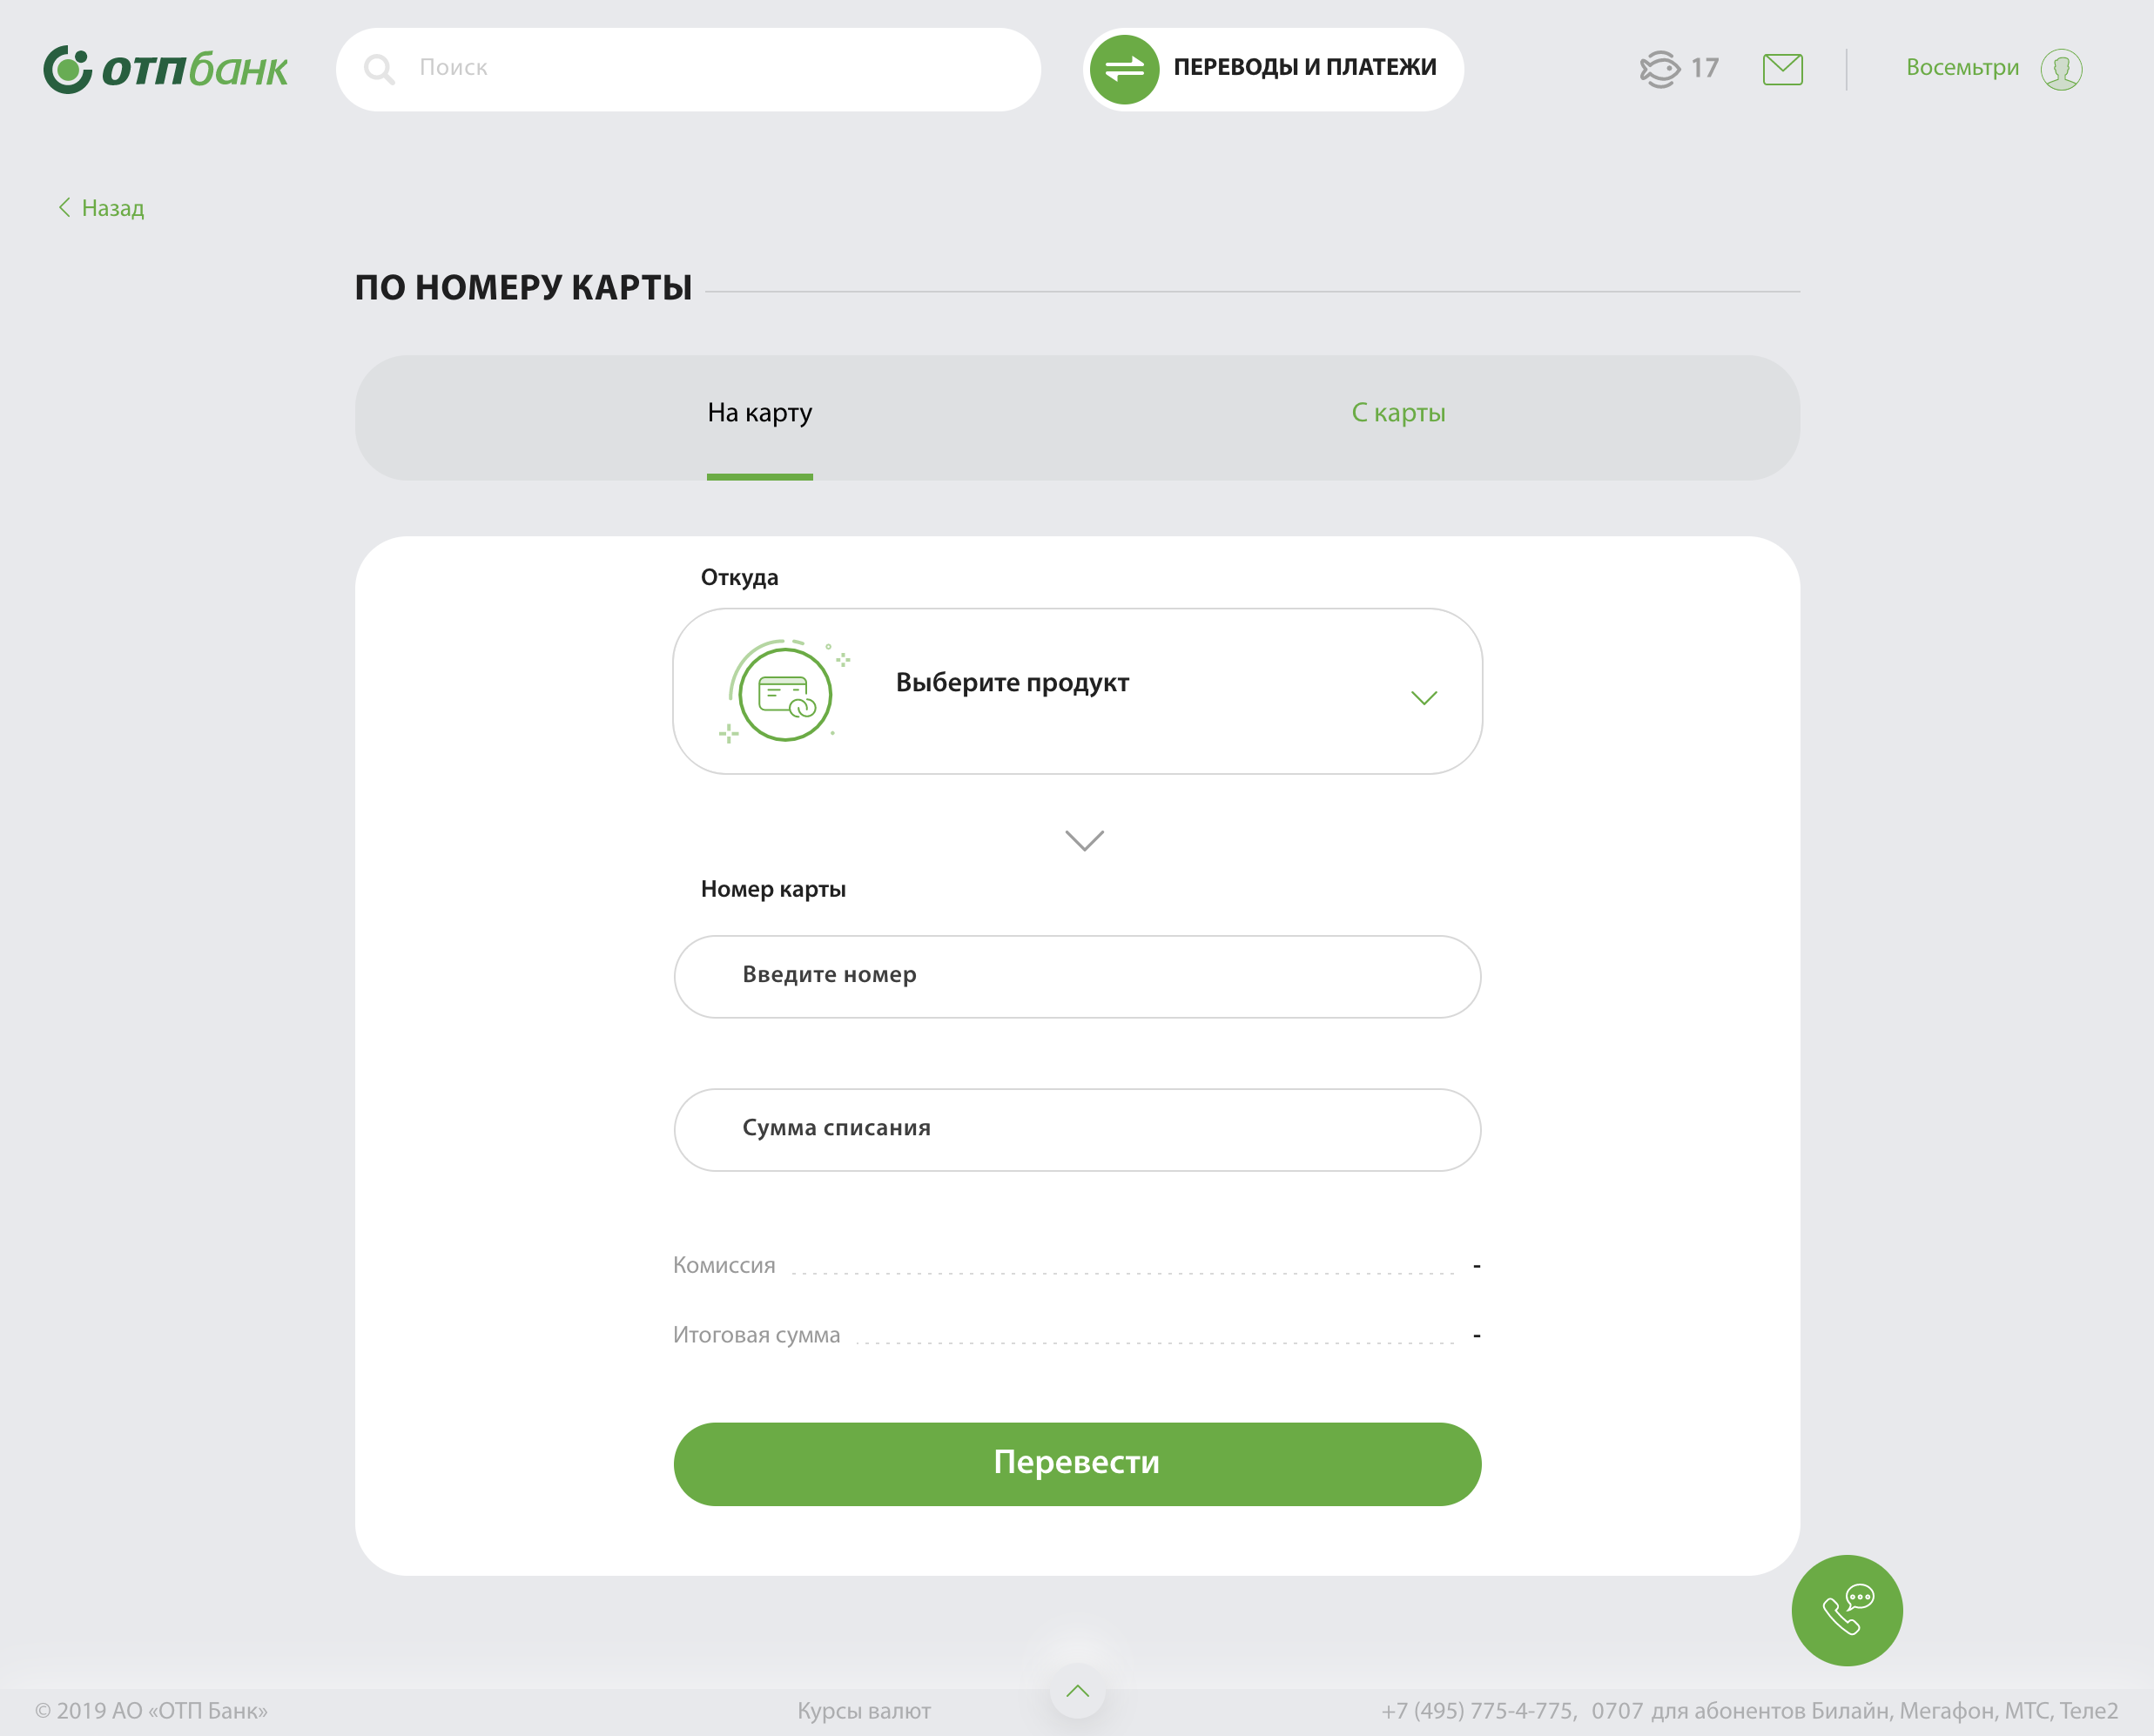 отпбанк
Поиск
ПЕРЕВОДЫ И ПЛАТЕЖИ
17
Восемьтри
Назад
ПО НОМЕРУ КАРТЫ
На карту
С карты
Откуда
Выберите продукт
Номер карты
Введите номер
Сумма списания
Комиссия -
Итоговая сумма -
Перевести
© 2019 АО «ОТП Банк»
Курсы валют
+7 (495) 775-4-775, 0707 для абонентов Билайн, Мегафон, МТС, Теле2